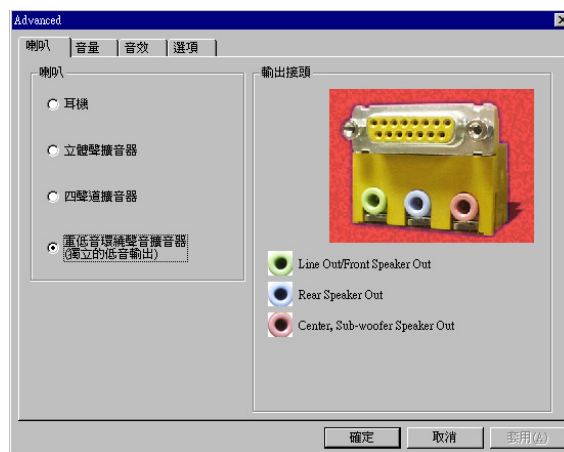 Advanced
喇叭
音量
音效
選項
喇叭
耳機
立體聲擴音器
四聲道擴音器
重低音環繞聲音擴音器
(獨立的低音輸出)
輸出接頭
Line Out/Front Speaker Out
Rear Speaker Out
Center, Sub-woofer Speaker Out
確定
取消
套用(A)